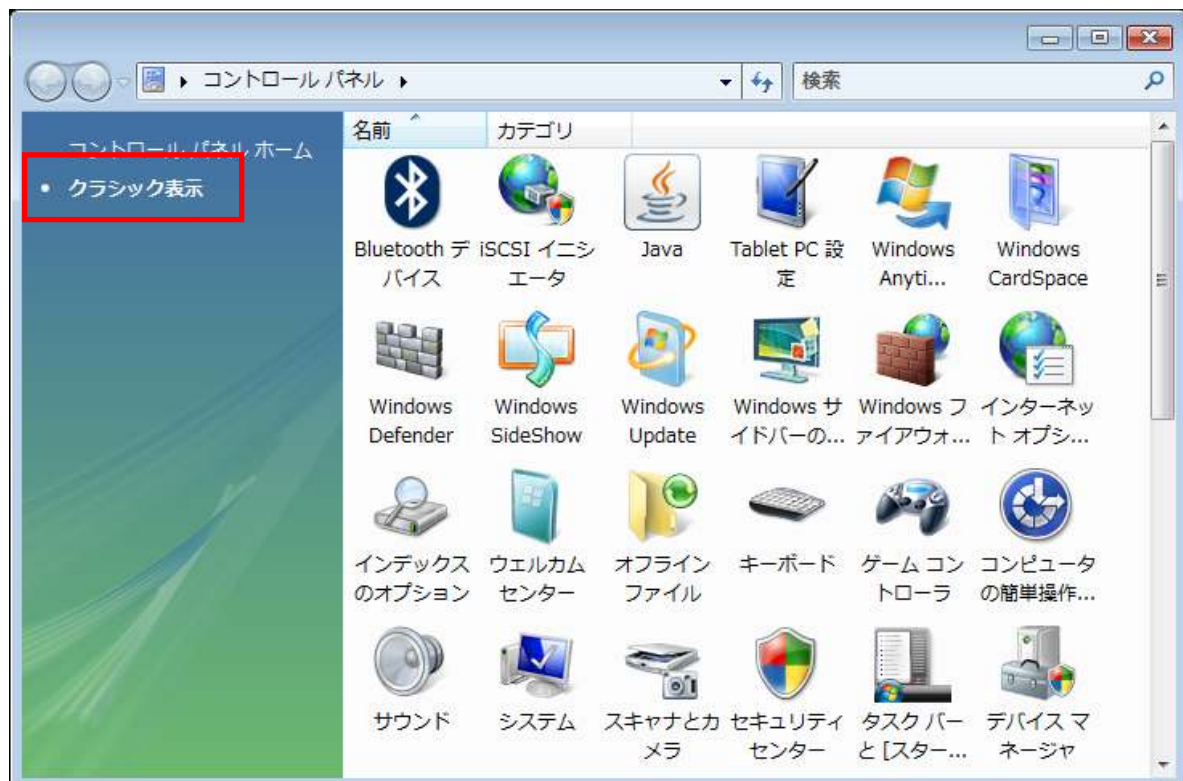 コントロール パネル
検索
コントロール パネル ホーム
クラシック表示
名前 カテゴリ
Bluetooth デ
バイス
iSCSI イニシ
エータ
Java
Tablet PC 設
定
Windows
Anyti...
Windows
CardSpace
Windows
Defender
Windows
SideShow
Windows
Update
Windows サ
イドバーの...
Windows フ
ァイアウォ...
インターネッ
ト オプシ...
インデックス
のオプション
ウェルカム
センター
オフライン
ファイル
キーボード
ゲーム コン
トローラ
コンピュータ
の簡単操作...
サウンド
システム
スキャナとカ
メラ
セキュリティ
センター
タスク バー
と [スター...
デバイス マ
ネージャ